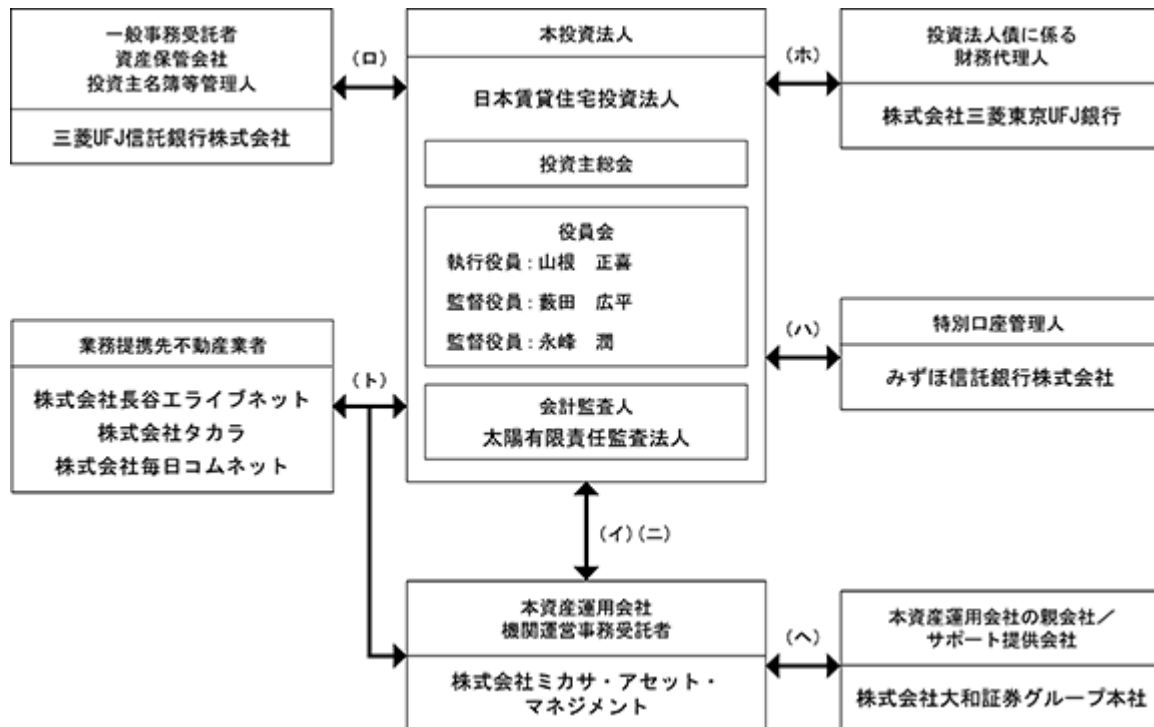 一般事務受託者
資産保管会社
投資主名簿等管理人
三菱UFJ信託銀行株式会社
(ロ)
本投資法人
日本賃貸住宅投資法人
投資主総会
役員会
執行役員:山根 正喜
監督役員:藪田 広平
監督役員:永峰 潤
会計監査人
太陽有限責任監査法人
(ホ)
投資法人債に係る
財務代理人
株式会社三菱東京UFJ銀行
業務提携先不動産業者
株式会社長谷工ライブネット
株式会社タカラ
株式会社毎日コムネット
(ト)
(ハ)
特別口座管理人
みずほ信託銀行株式会社
(イ)(ニ)
本資産運用会社
機関運営事務受託者
株式会社ミカサ・アセット・
マネジメント
(ヘ)
本資産運用会社の親会社/
サポート提供会社
株式会社大和証券グループ本社